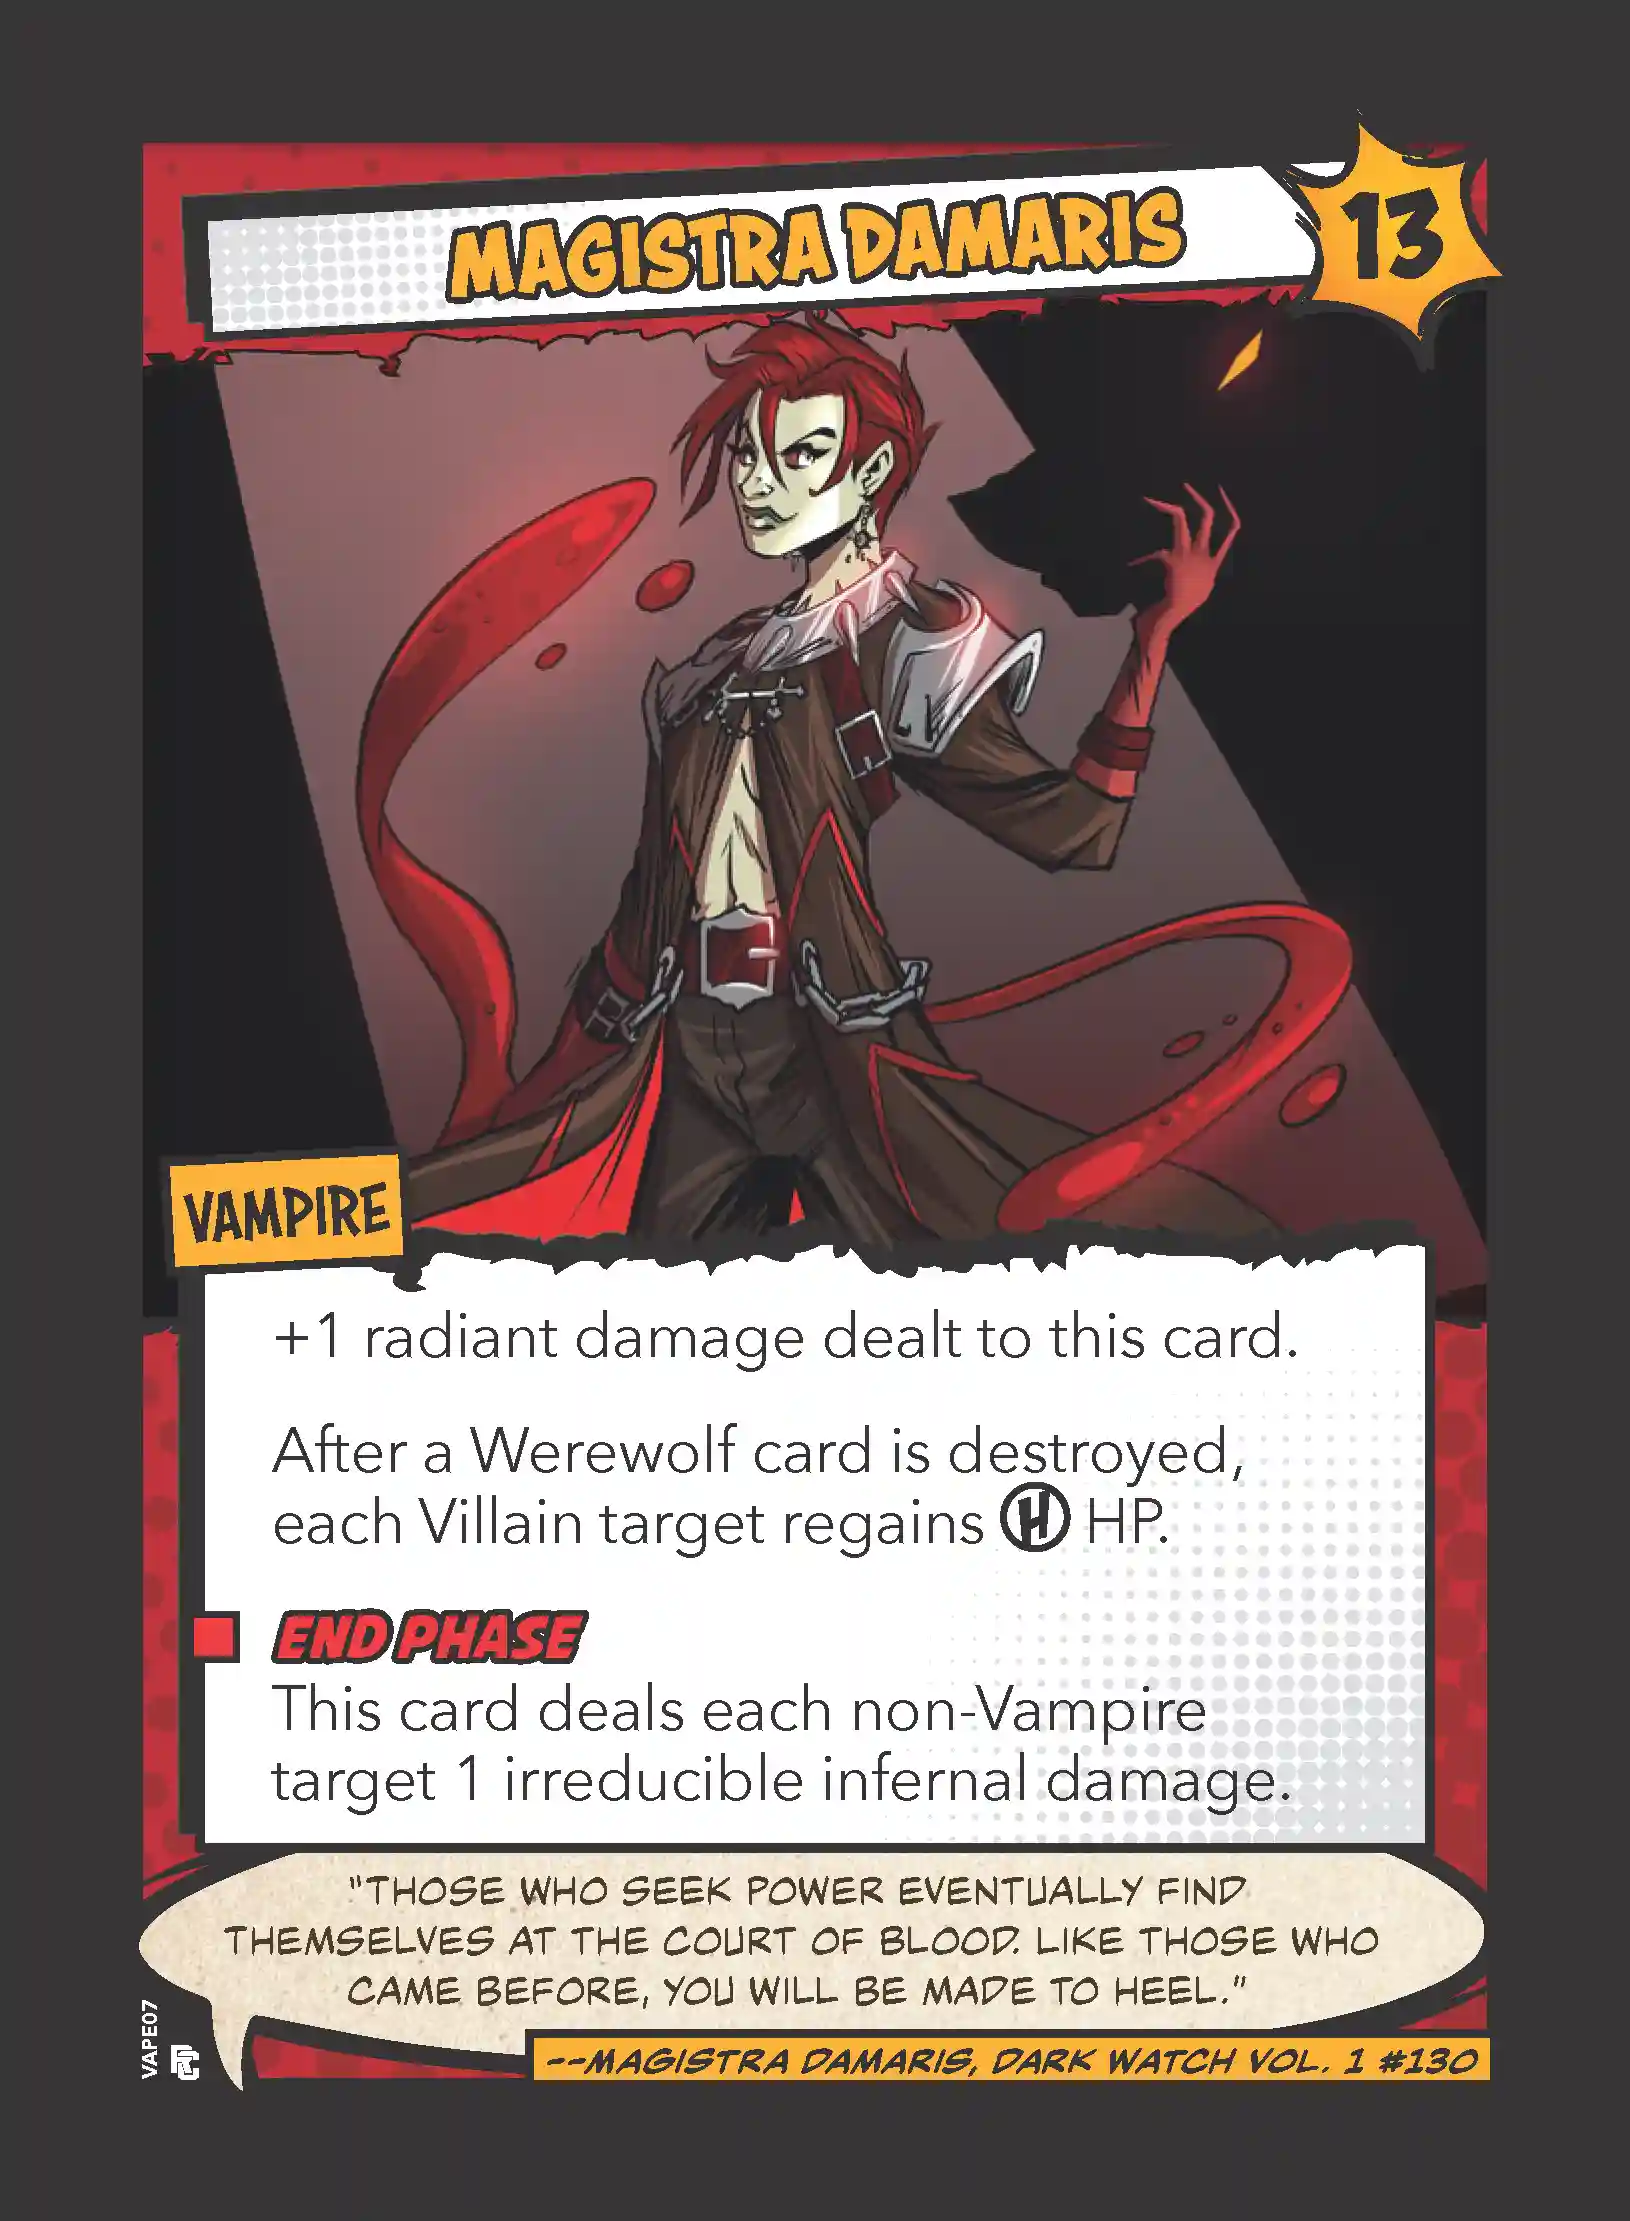 MAGISTRA DAMARIS
13
VAMPIRE
+1 radiant damage dealt to this card.
After a Werewolf card is destroyed,
each Villain target regains H HP.
END PHASE
This card deals each non-Vampire
target 1 irreducible infernal damage.
"THOSE WHO SEEK POWER EVENTUALLY FIND
THEMSELVES AT THE COURT OF BLOOD. LIKE THOSE WHO
CAME BEFORE, YOU WILL BE MADE TO HEEL."
--MAGISTRA DAMARIS, DARK WATCH VOL. 1 #130
VAPE07